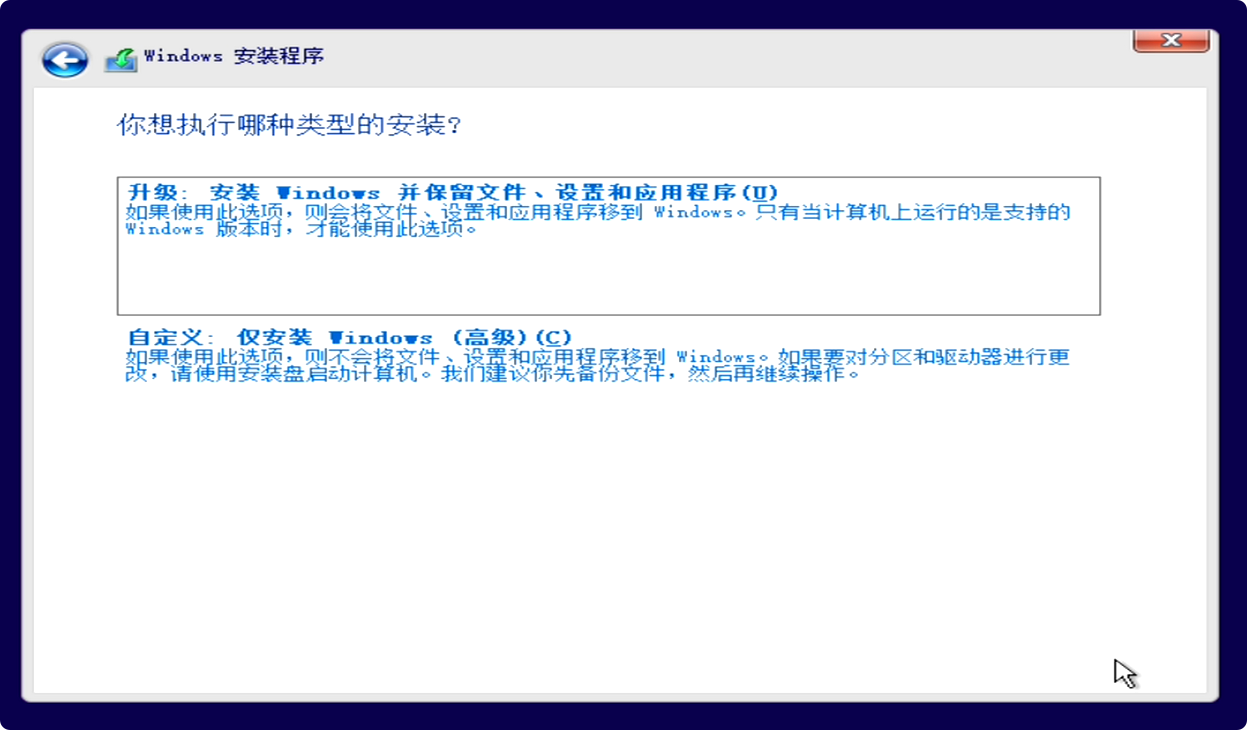 Windows 安装程序
你想执行哪种类型的安装?
升级: 安装 Windows 并保留文件、设置和应用程序(U)
如果使用此选项，则会将文件、设置和应用程序移到 Windows。只有当计算机上运行的是支持的
Windows 版本时，才能使用此选项。
自定义: 仅安装 Windows (高级)(C)
如果使用此选项，则不会将文件、设置和应用程序移到 Windows。如果要对分区和驱动器进行更
改，请使用安装盘启动计算机。我们建议你先备份文件，然后再继续操作。